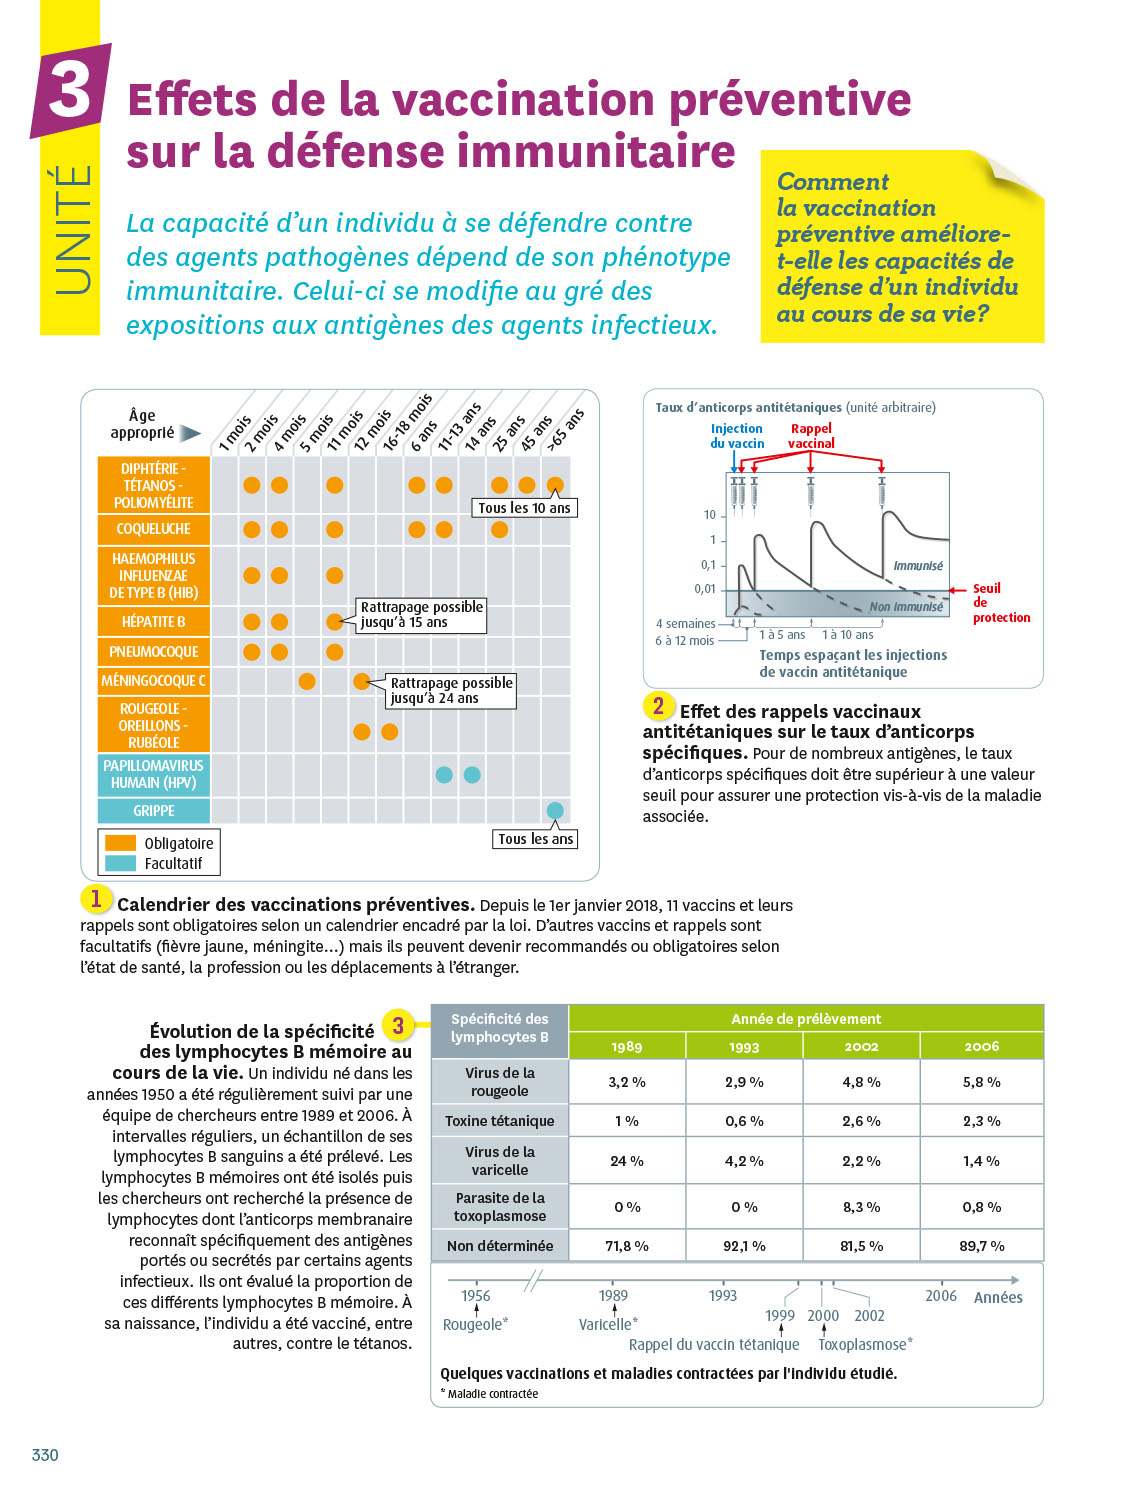 3
UNITÉ
Effets de la vaccination préventive
sur la défense immunitaire
La capacité d’un individu à se défendre contre
des agents pathogènes dépend de son phénotype
immunitaire. Celui-ci se modifie au gré des
expositions aux antigènes des agents infectieux.
Comment
la vaccination
préventive améliore-
t-elle les capacités de
défense d’un individu
au cours de sa vie?
Âge
approprié
1 mois
2 mois
4 mois
5 mois
11 mois
12 mois
16-18 mois
6 ans
11-13 ans
14 ans
25 ans
45 ans
>65 ans
DIPHTÉRIE -
TÉTANOS -
POLIOMYÉLITE
Tous les 10 ans
COQUELUCHE
HAEMOPHILUS
INFLUENZAE
DE TYPE B (HIB)
HÉPATITE B
Rattrapage possible
jusqu’à 15 ans
PNEUMOCOQUE
MÉNINGOCOQUE C
Rattrapage possible
jusqu’à 24 ans
ROUGEOLE -
OREILLONS -
RUBÉOLE
PAPILLOMAVIRUS
HUMAIN (HPV)
GRIPPE
Tous les ans
Obligatoire
Facultatif
1 Calendrier des vaccinations préventives. Depuis le 1er janvier 2018, 11 vaccins et leurs
rappels sont obligatoires selon un calendrier encadré par la loi. D’autres vaccins et rappels sont
facultatifs (fièvre jaune, méningite...) mais ils peuvent devenir recommandés ou obligatoires selon
l’état de santé, la profession ou les déplacements à l’étranger.
Taux d’anticorps antitétaniques (unité arbitraire)
Injection
du vaccin
Rappel
vaccinal
10
1
0,1
0,01
Immunisé
Non immunisé
Seuil
de
protection
4 semaines
6 à 12 mois
1 à 5 ans
1 à 10 ans
Temps espaçant les injections
de vaccin antitétanique
2 Effet des rappels vaccinaux
antitétaniques sur le taux d’anticorps
spécifiques. Pour de nombreux antigènes, le taux
d’anticorps spécifiques doit être supérieur à une valeur
seuil pour assurer une protection vis-à-vis de la maladie
associée.
Évolution de la spécificité 3
des lymphocytes B mémoire au
cours de la vie. Un individu né dans les
années 1950 a été régulièrement suivi par une
équipe de chercheurs entre 1989 et 2006. À
intervalles réguliers, un échantillon de ses
lymphocytes B sanguins a été prélevé. Les
lymphocytes B mémoires ont été isolés puis
les chercheurs ont recherché la présence de
lymphocytes dont l’anticorps membranaire
reconnaît spécifiquement des antigènes
portés ou secrétés par certains agents
infectieux. Ils ont évalué la proportion de
ces différents lymphocytes B mémoire. À
sa naissance, l’individu a été vacciné, entre
autres, contre le tétanos.
Spécificité des
lymphocytes B
Année de prélèvement
1989 1993 2002 2006
Virus de la
rougeole
3,2 % 2,9 % 4,8 % 5,8 %
Toxine tétanique 1 % 0,6 % 2,6 % 2,3 %
Virus de la
varicelle
24 % 4,2 % 2,2 % 1,4 %
Parasite de la
toxoplasmose
0 % 0 % 8,3 % 0,8 %
Non déterminée 71,8 % 92,1 % 81,5 % 89,7 %
1956 1989 1993 2006 Années
1999 2000 2002
Rougeole* Varicelle*
Rappel du vaccin tétanique Toxoplasmose*
Quelques vaccinations et maladies contractées par l'individu étudié.
* Maladie contractée
330